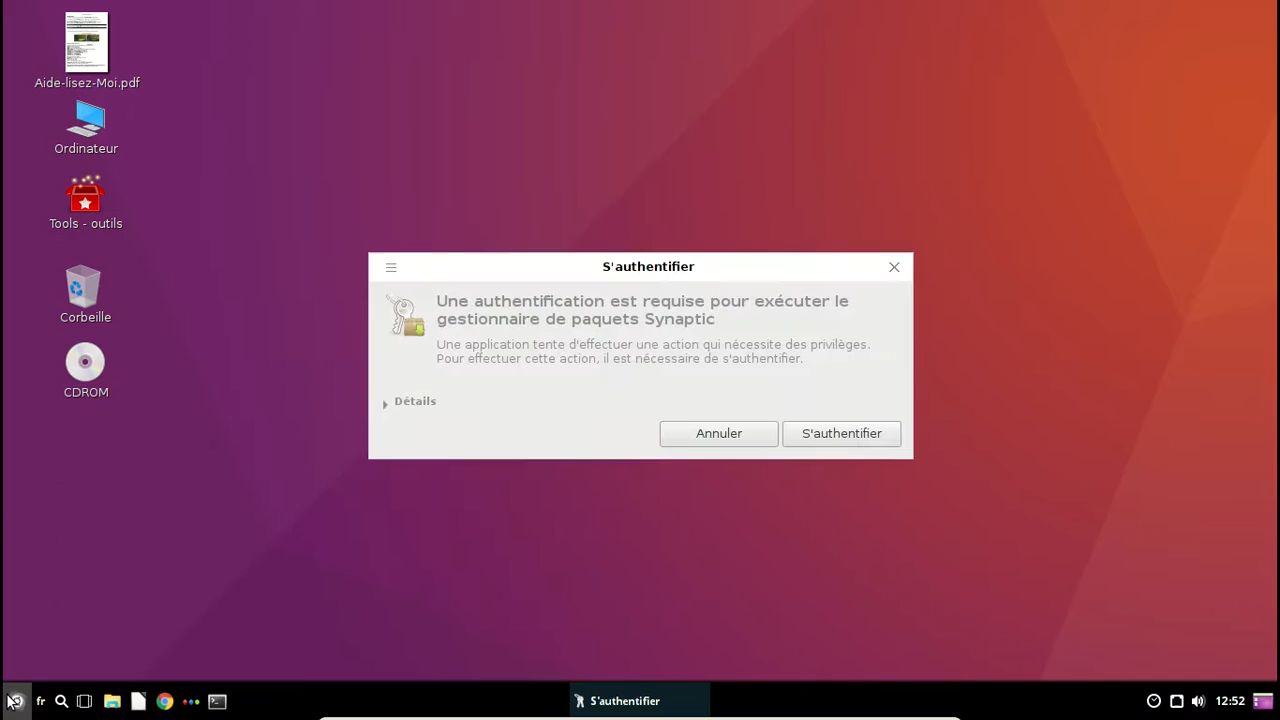 Aide-lisez-Moi.pdf
Ordinateur
Tools - outils
Corbeille
CDROM
S'authentifier
Une authentification est requise pour exécuter le
gestionnaire de paquets Synaptic
Une application tente d'effectuer une action qui nécessite des privilèges.
Pour effectuer cette action, il est nécessaire de s'authentifier.
Détails
Annuler
S'authentifier
fr
S'authentifier
12:52